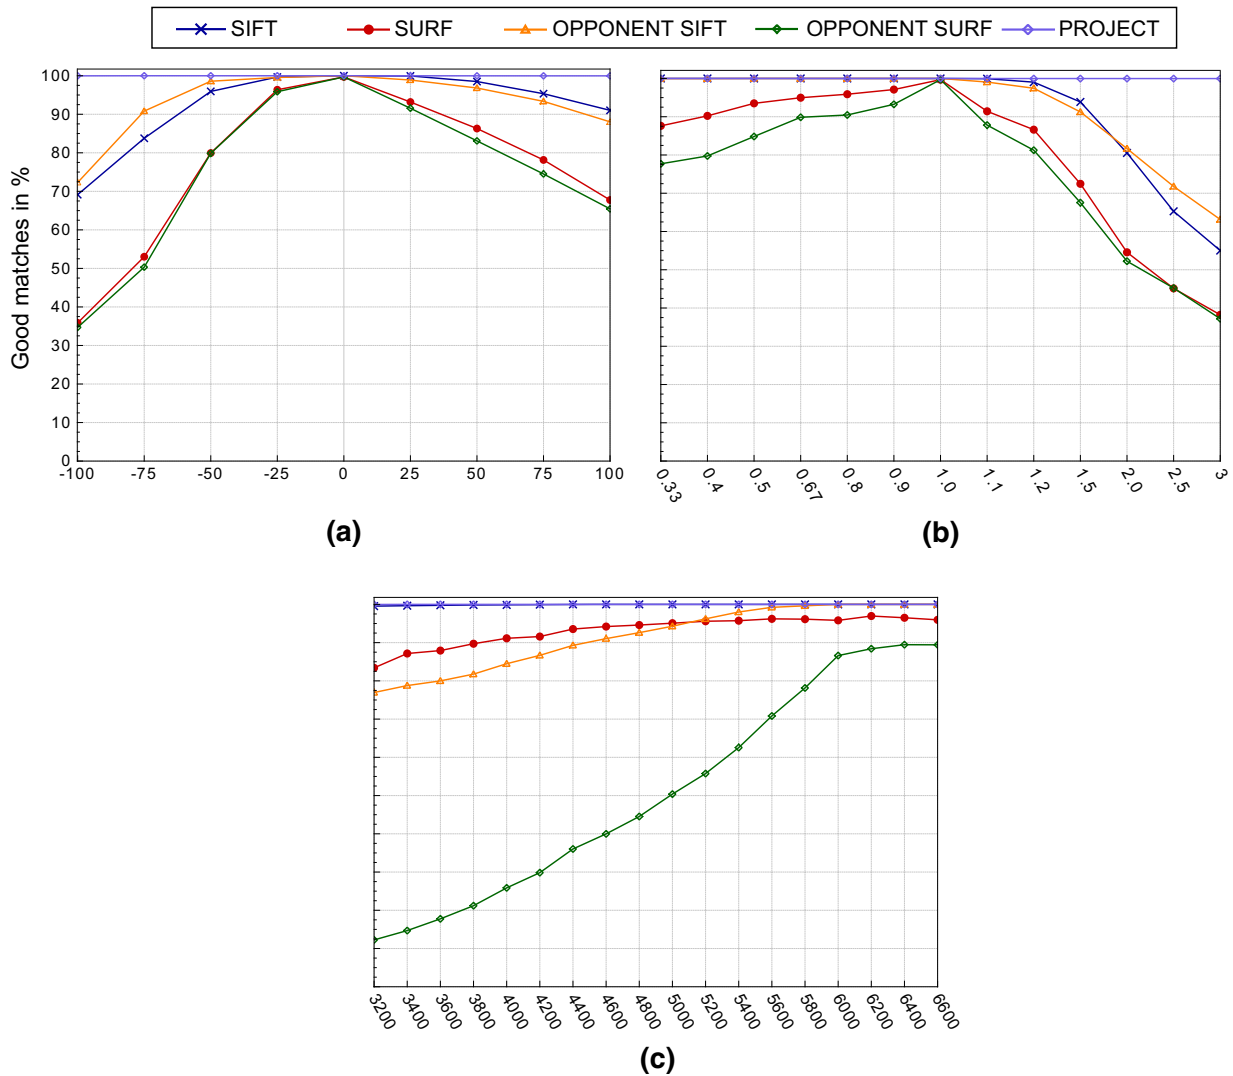 SIFT SURF OPPONENT SIFT OPPONENT SURF PROJECT
Good matches in %
100
90
80
70
60
50
40
30
20
10
0
-100 -75 -50 -25 0 25 50 75 100
(a)
0.33 0.4 0.5 0.67 0.8 0.9 1.0 1.1 1.2 1.5 2.0 2.5 3
(b)
3200 3400 3600 3800 4000 4200 4400 4600 4800 5000 5200 5400 5600 5800 6000 6200 6400 6600
(c)